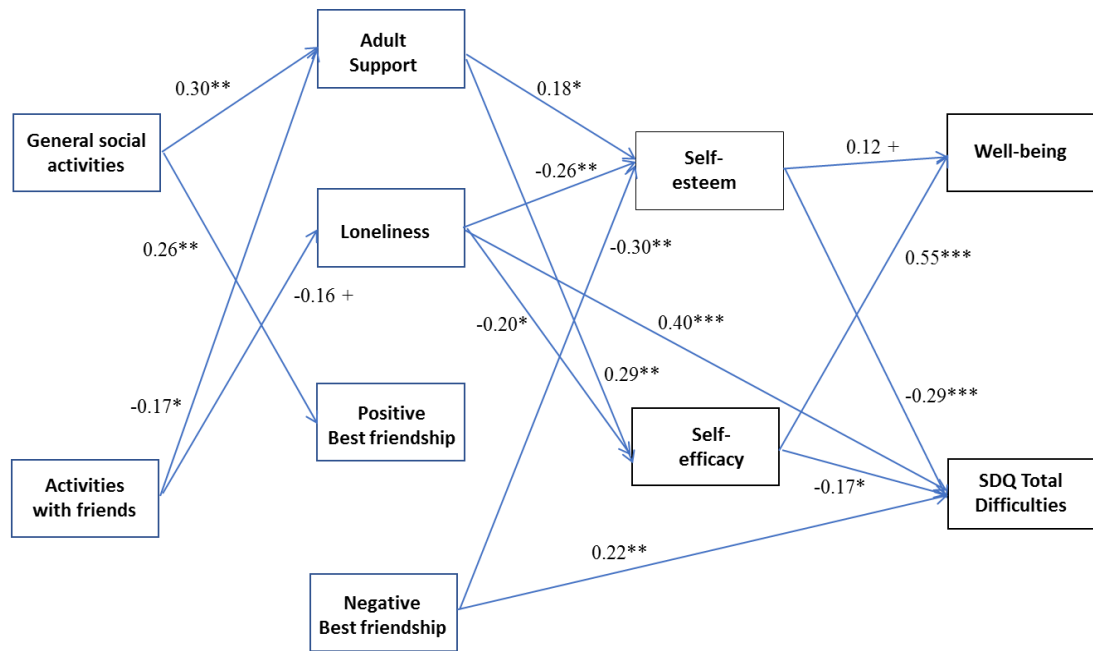 Adult
Support
0.30**
0.18*
General social
activities
Self-
esteem
0.12 +
Well-being
-0.26**
Loneliness
0.26**
-0.30**
0.55***
-0.16 +
-0.20*
0.40***
0.29**
-0.17*
-0.29***
Positive
Best friendship
Self-
efficacy
Activities
with friends
-0.17*
SDQ Total
Difficulties
0.22**
Negative
Best friendship